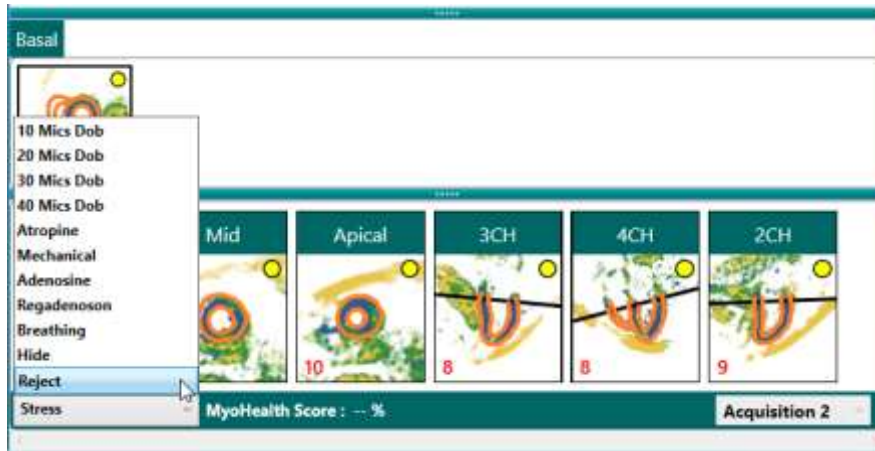 Basal
10 Mics Dob
20 Mics Dob
30 Mics Dob
40 Mics Dob
Atropine
Mechanical
Adenosine
Regadenoson
Breathing
Hide
Reject
Mid Apical 3CH 4CH 2CH
10 8 8 9
Stress MyoHealth Score : -- % Acquisition 2